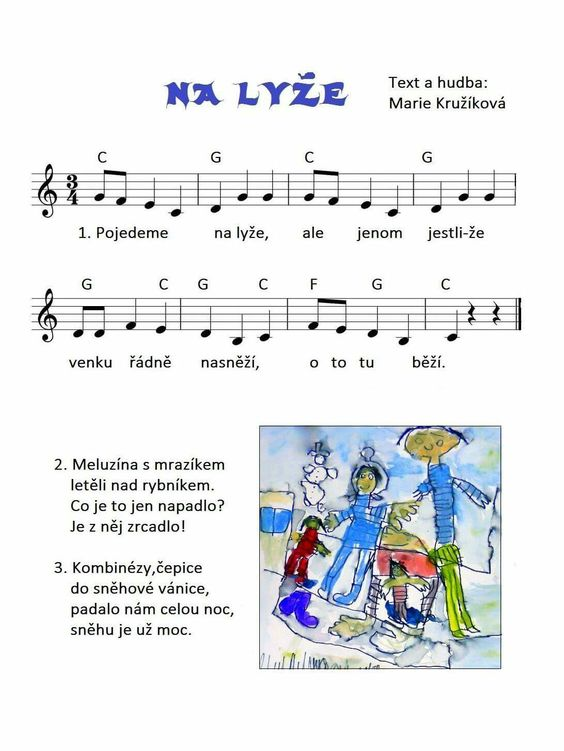 NA LYŽE
Text a hudba:
Marie Kružíková
C G C G
3
4
1. Pojedeme na lyže, ale jenom jestli-že
G C G C F G C
venku řádně nasněží, o to tu běží.
2. Meluzína s mrazíkem
letěli nad rybníkem.
Co je to jen napadlo?
Je z něj zrcadlo!
3. Kombinézy,čepice
do sněhové vánice,
padalo nám celou noc,
sněhu je už moc.